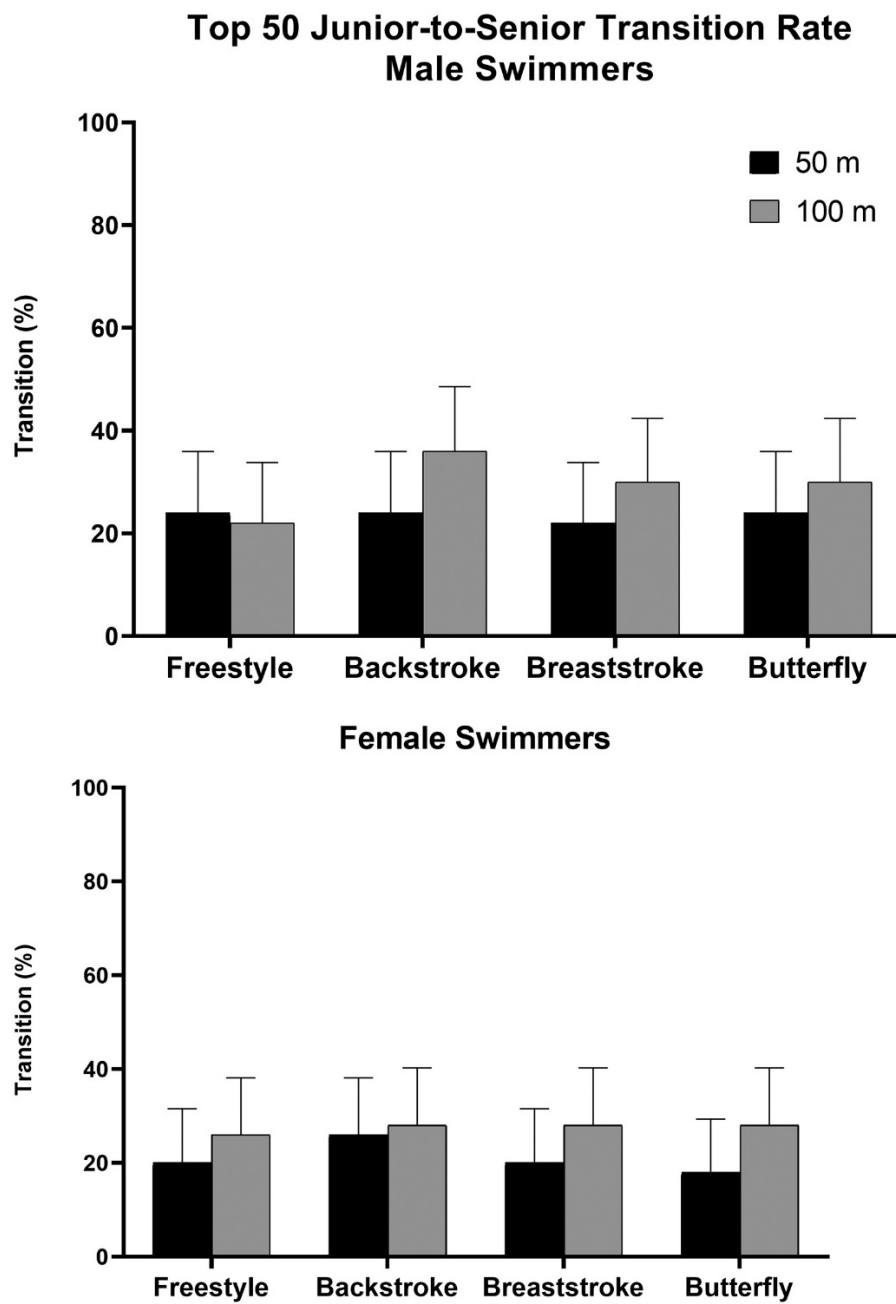 Top 50 Junior-to-Senior Transition Rate
Male Swimmers
100
80
60
40
20
0
Transition (%)
50 m
100 m
Freestyle
Backstroke
Breaststroke
Butterfly
Female Swimmers
100
80
60
40
20
0
Transition (%)
Freestyle
Backstroke
Breaststroke
Butterfly